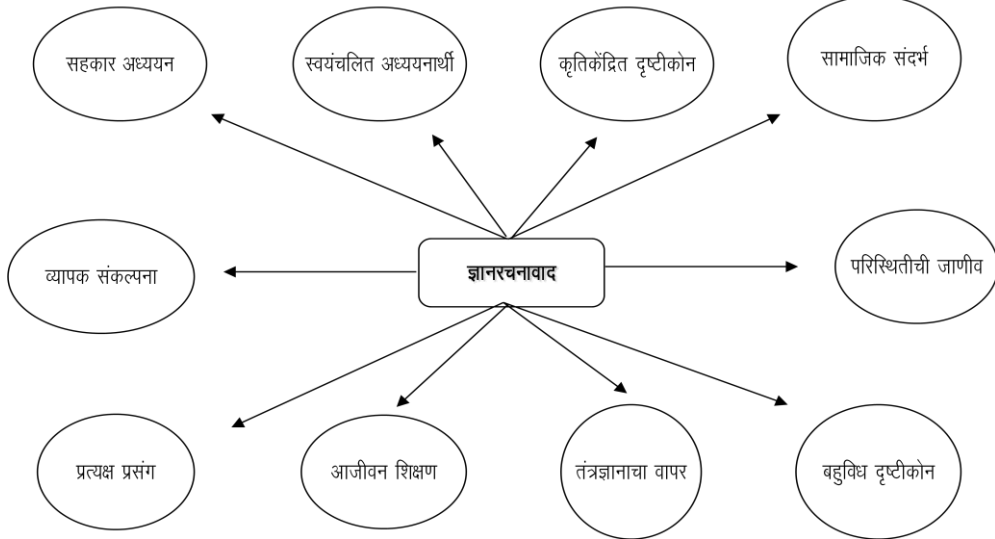 सहकार अध्ययन
स्वयंचलित अध्ययनार्थी
कृतिकेंद्रित दृष्टीकोन
सामाजिक संदर्भ
व्यापक संकल्पना
ज्ञानरचनावाद
परिस्थितीची जाणीव
प्रत्यक्ष प्रसंग
आजीवन शिक्षण
तंत्रज्ञानाचा वापर
बहुविध दृष्टीकोन